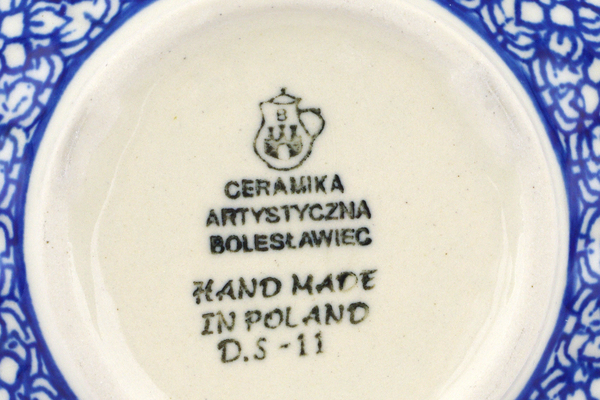 B
CERAMIKA
ARTYSTYCZNA
BOLESŁAWIEC
HAND MADE
IN POLAND
D.S-11